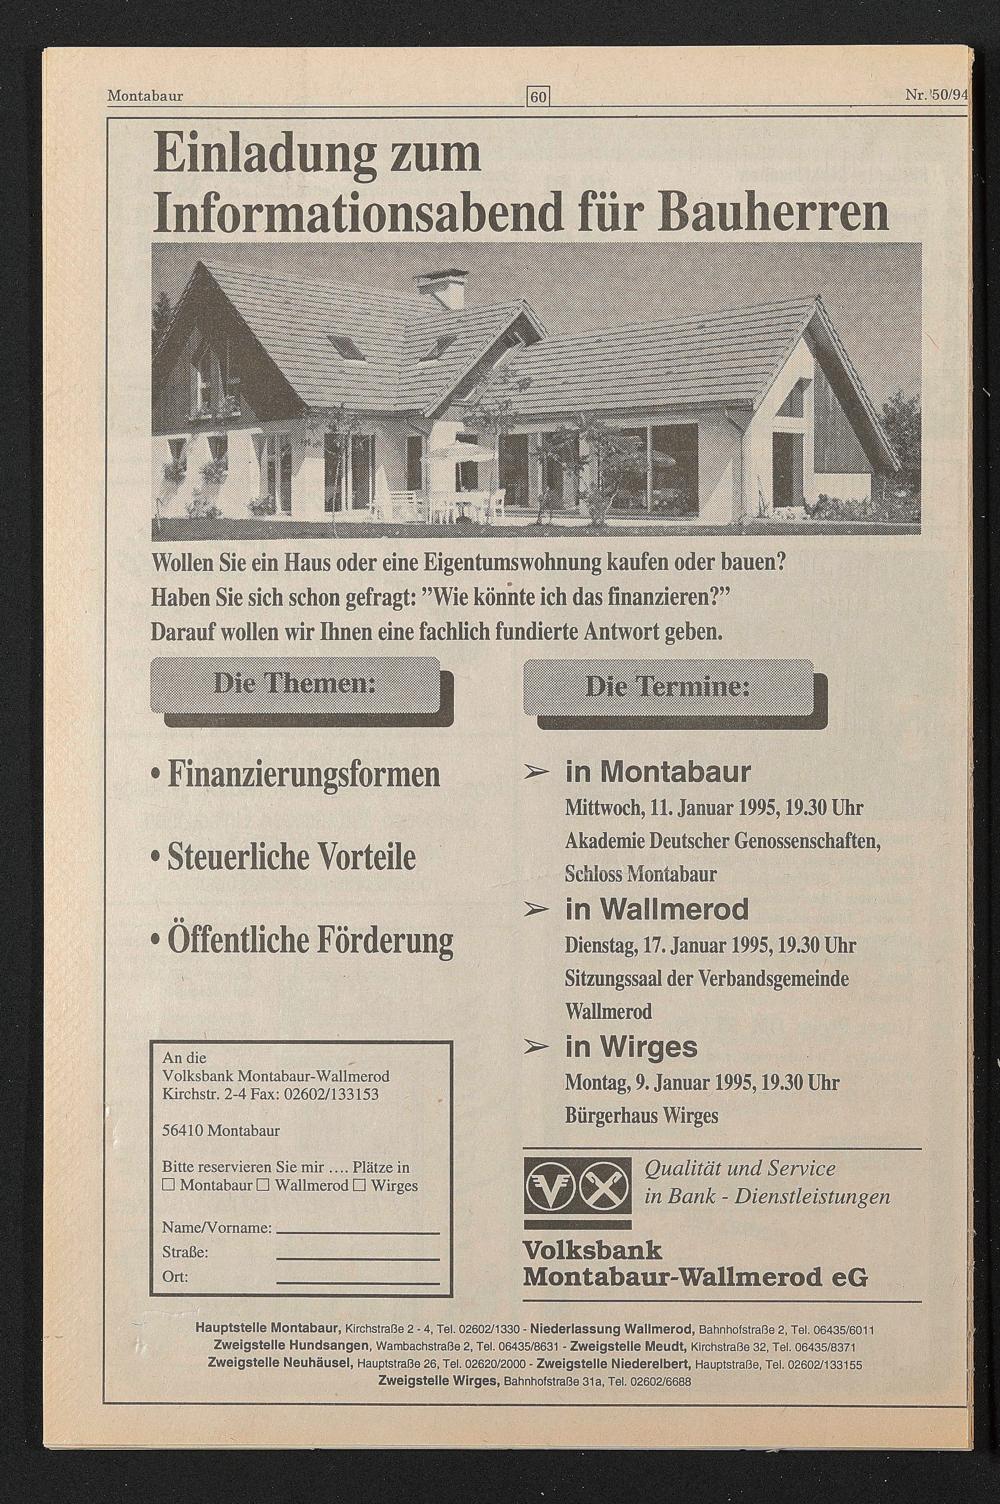 Montabaur
60
Nr. 50/94
Einladung zum
Informationsabend für Bauherren
Wollen Sie ein Haus oder eine Eigentumswohnung kaufen oder bauen?
Haben Sie sich schon gefragt: ”Wie könnte ich das finanzieren?”
Darauf wollen wir Ihnen eine fachlich fundierte Antwort geben.
Die Themen:
• Finanzierungsformen
• Steuerliche Vorteile
• Öffentliche Förderung
Die Termine:
➢ in Montabaur
Mittwoch, 11. Januar 1995, 19.30 Uhr
Akademie Deutscher Genossenschaften,
Schloss Montabaur
➢ in Wallmerod
Dienstag, 17. Januar 1995, 19.30 Uhr
Sitzungssaal der Verbandsgemeinde
Wallmerod
➢ in Wirges
Montag, 9. Januar 1995, 19.30 Uhr
Bürgerhaus Wirges
An die
Volksbank Montabaur-Wallmerod
Kirchstr. 2-4 Fax: 02602/133153
56410 Montabaur
Bitte reservieren Sie mir .... Plätze in
☐ Montabaur ☐ Wallmerod ☐ Wirges
Name/Vorname:
Straße:
Ort:
Qualität und Service
in Bank - Dienstleistungen
Volksbank
Montabaur-Wallmerod eG
Hauptstelle Montabaur, Kirchstraße 2 - 4, Tel. 02602/1330 - Niederlassung Wallmerod, Bahnhofstraße 2, Tel. 06435/6011
Zweigstelle Hundsangen, Wambachstraße 2, Tel. 06435/8631 - Zweigstelle Meudt, Kirchstraße 32, Tel. 06435/8371
Zweigstelle Neuhäusel, Hauptstraße 26, Tel. 02620/2000 - Zweigstelle Niederelbert, Hauptstraße, Tel. 02602/133155
Zweigstelle Wirges, Bahnhofstraße 31a, Tel. 02602/6688